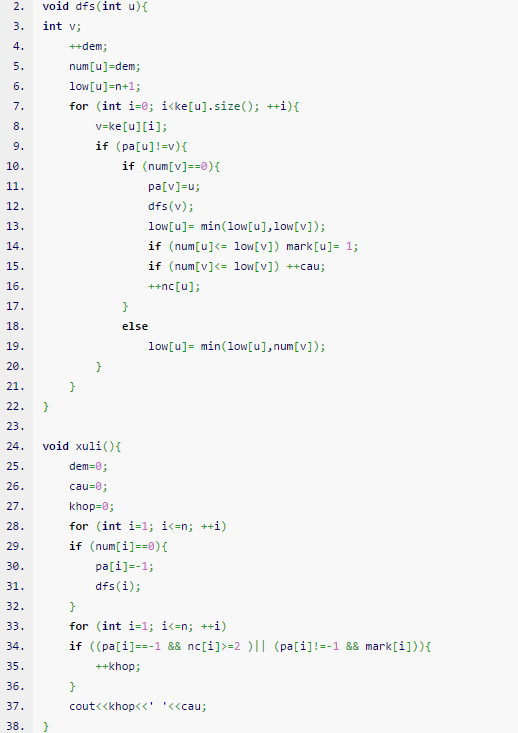 2. void dfs(int u){
3. int v;
4.     ++dem;
5.     num[u]=dem;
6.     low[u]=n+1;
7.     for (int i=0; i<ke[u].size(); ++i){
8.         v=ke[u][i];
9.         if (pa[u]!=v){
10.             if (num[v]==0){
11.                 pa[v]=u;
12.                 dfs(v);
13.                 low[u]= min(low[u],low[v]);
14.                 if (num[u]<= low[v]) mark[u]= 1;
15.                 if (num[v]<= low[v]) ++cau;
16.                 ++nc[u];
17.             }
18.             else
19.                 low[u]= min(low[u],num[v]);
20.         }
21.     }
22. }
23.
24. void xuli(){
25.     dem=0;
26.     cau=0;
27.     khop=0;
28.     for (int i=1; i<=n; ++i)
29.     if (num[i]==0){
30.         pa[i]=-1;
31.         dfs(i);
32.     }
33.     for (int i=1; i<=n; ++i)
34.     if ((pa[i]==-1 && nc[i]>=2 )|| (pa[i]!=-1 && mark[i])){
35.         ++khop;
36.     }
37.     cout<<khop<<' '<<cau;
38. }